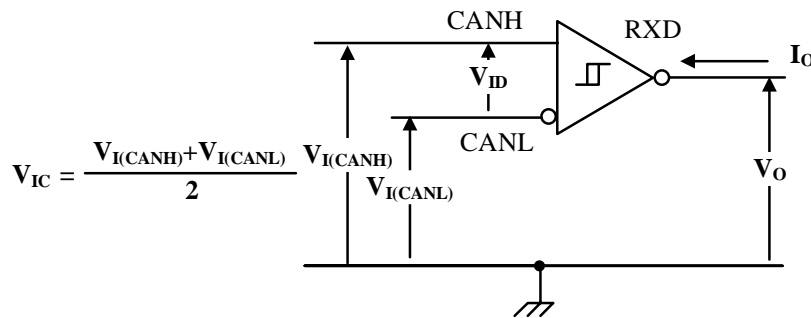 CANH
RXD
I_O
V_ID
CANL
V_IC = V_I(CANH)+V_I(CANL) / 2
V_I(CANH)
V_I(CANL)
V_O